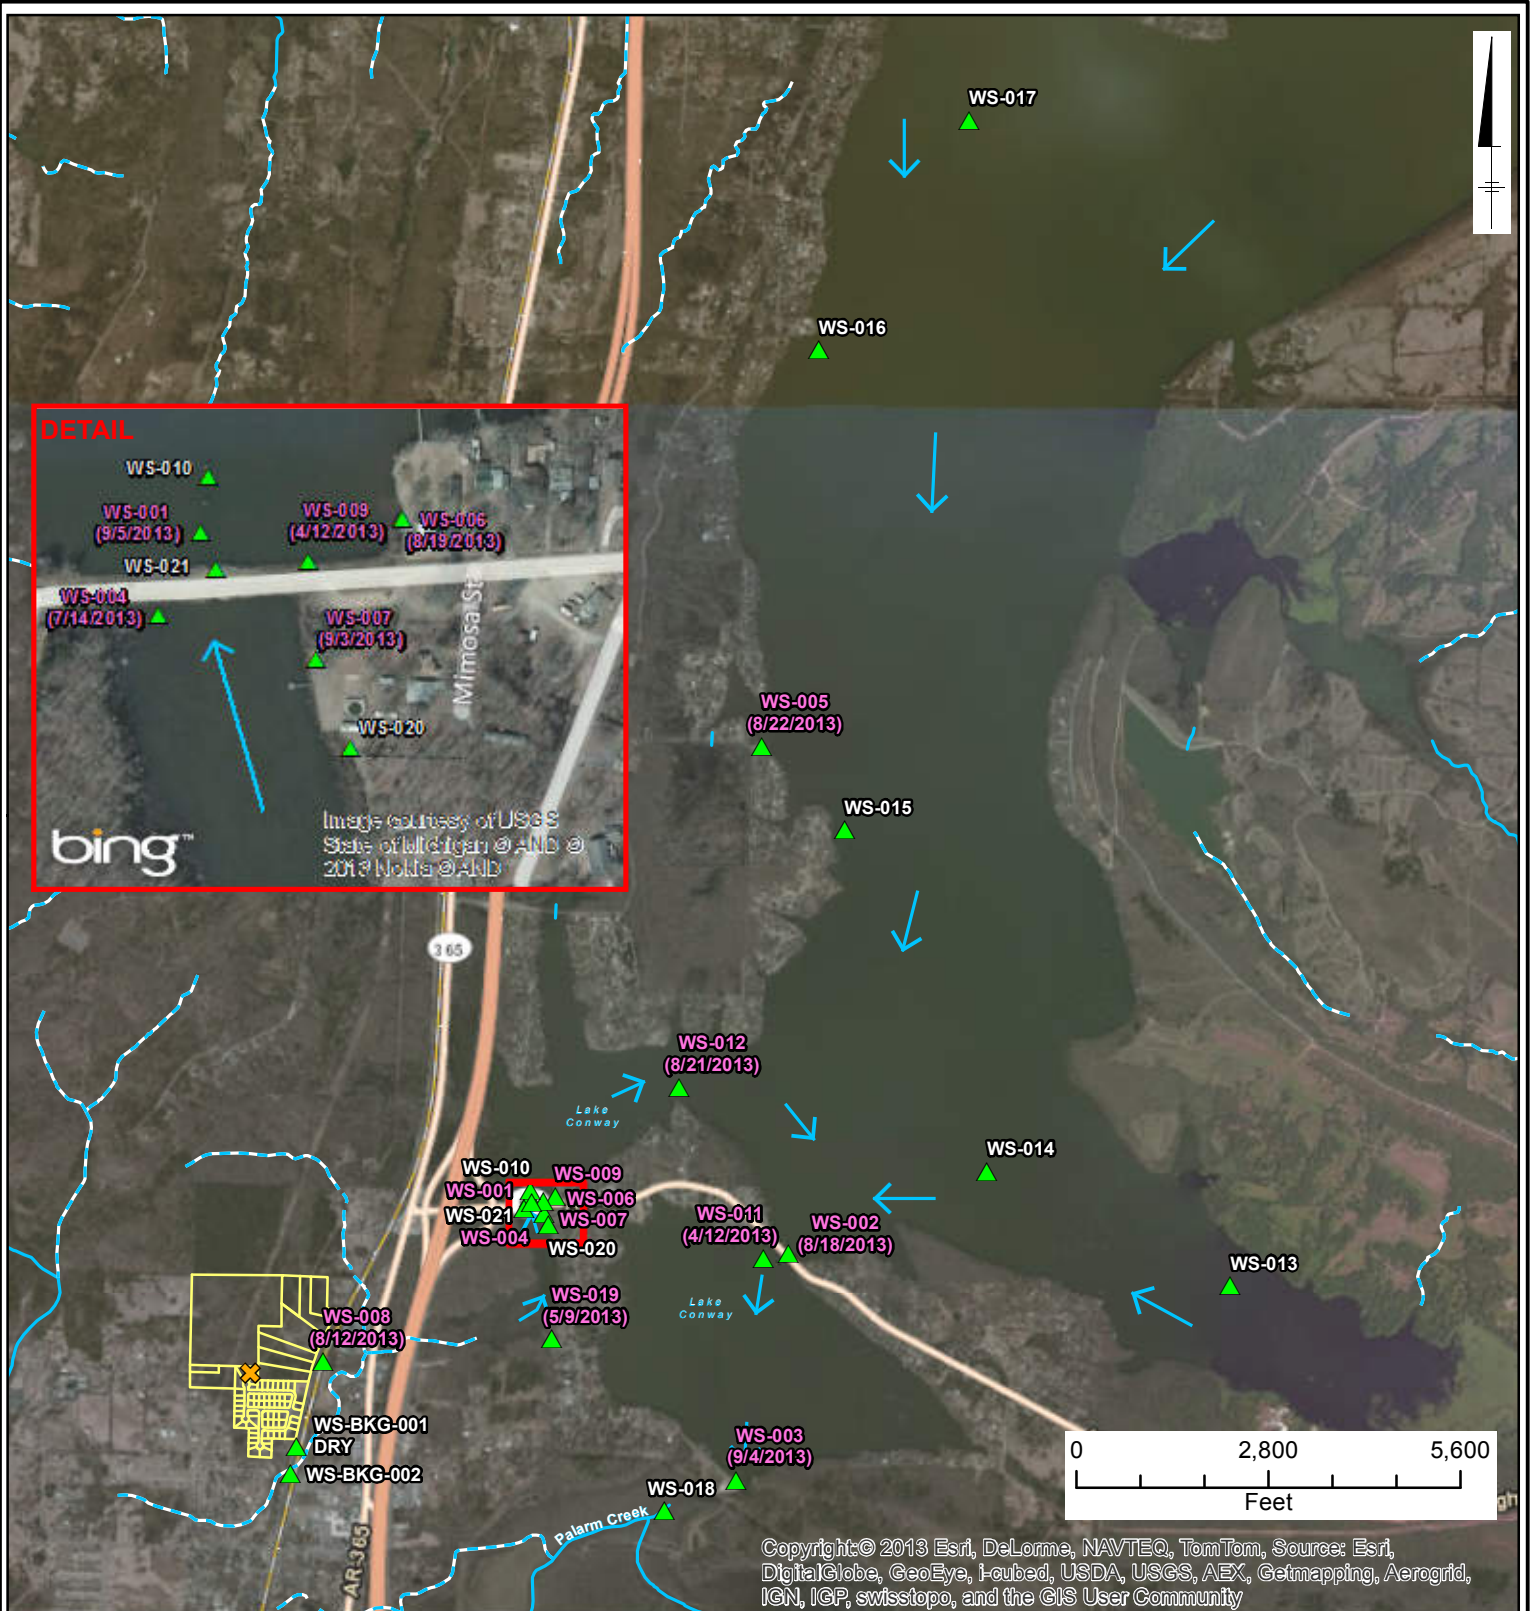 WS-017
WS-016
DETAIL
WS-010
WS-001
(9/5/2013)
WS-009
(4/12/2013)
WS-006
(8/19/2013)
WS-021
WS-004
(7/14/2013)
WS-007
(9/3/2013)
Mimosa St
WS-020
bing™
Image courtesy of USGS
State of Michigan © AND ©
2013 Nokia © AND
WS-005
(8/22/2013)
WS-015
365
WS-012
(8/21/2013)
Lake
Conway
WS-014
WS-010
WS-009
WS-001
WS-006
WS-021
WS-007
WS-004
WS-020
WS-011
(4/12/2013)
WS-002
(8/18/2013)
WS-013
WS-019
(5/9/2013)
Lake
Conway
WS-008
(8/12/2013)
WS-BKG-001
DRY
WS-BKG-002
WS-003
(9/4/2013)
WS-018
Palarm Creek
AR-365
0 2,800 5,600
Feet
Copyright:© 2013 Esri, DeLorme, NAVTEQ, TomTom, Source: Esri,
DigitalGlobe, GeoEye, i-cubed, USDA, USGS, AEX, Getmapping, Aerogrid,
IGN, IGP, swisstopo, and the GIS User Community